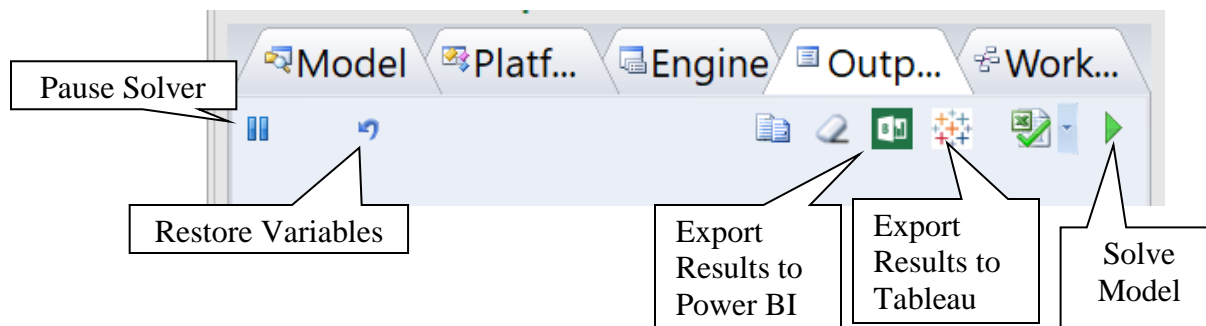 Model Platf... Engine Outp... Work...
Pause Solver
Restore Variables
Export
Results to
Power BI
Export
Results to
Tableau
Solve
Model